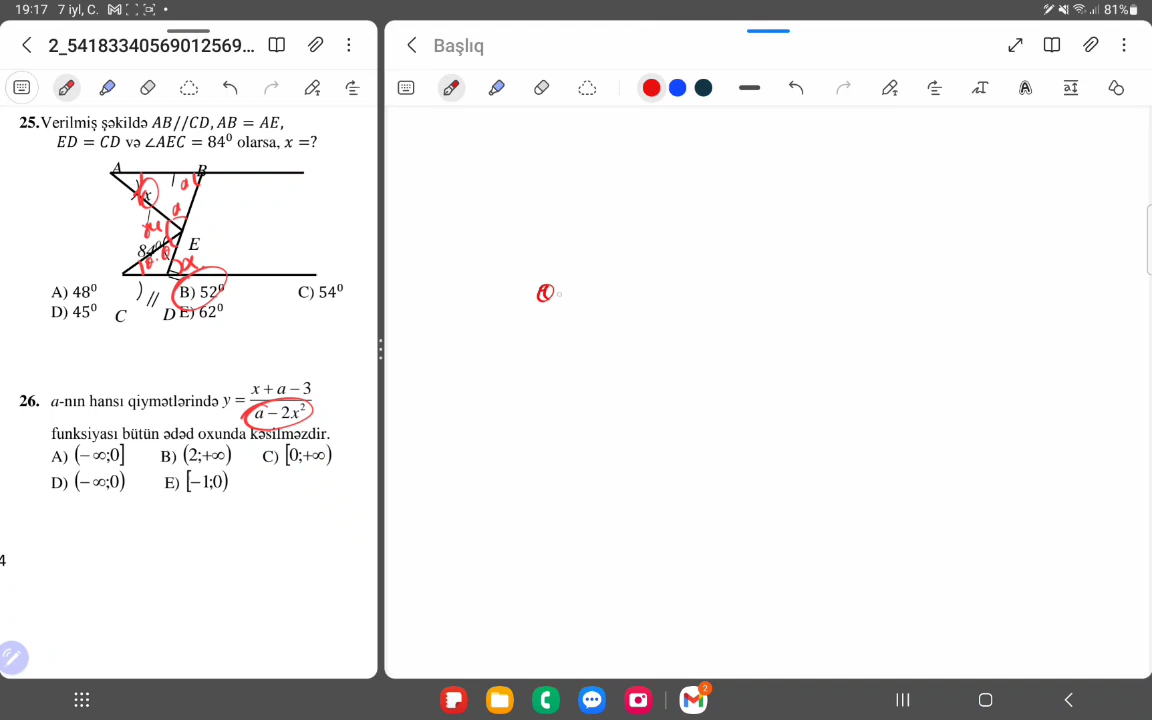 19:17 7 iyl, C.
81%
2_54183340569012569...
Başlıq
25. Verilmiş şəkildə AB//CD, AB = AE,
ED = CD və ∠AEC = 84⁰ olarsa, x =?
A
B
x
a
a
84⁰
E
A) 48⁰ B) 52⁰ C) 54⁰
D) 45⁰ E) 62⁰
C D
26. a-nın hansı qiymətlərində y = (x + a − 3)/(a − 2x²)
funksiyası bütün ədəd oxunda kəsilməzdir.
A) (−∞;0] B) (2;+∞) C) [0;+∞)
D) (−∞;0) E) [−1;0)
4
2